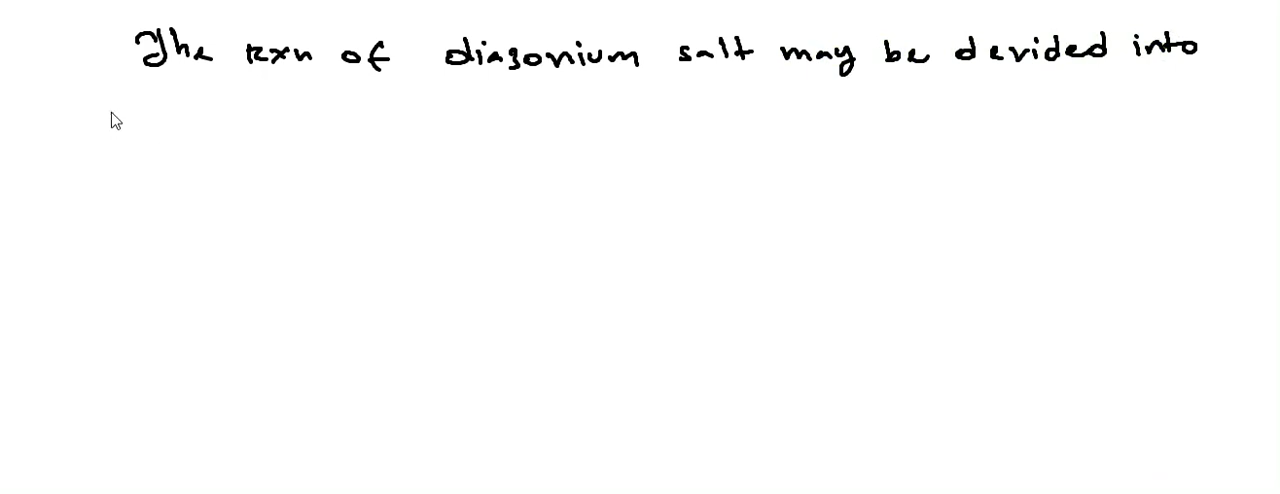 The rxn of diazonium salt may be devided into